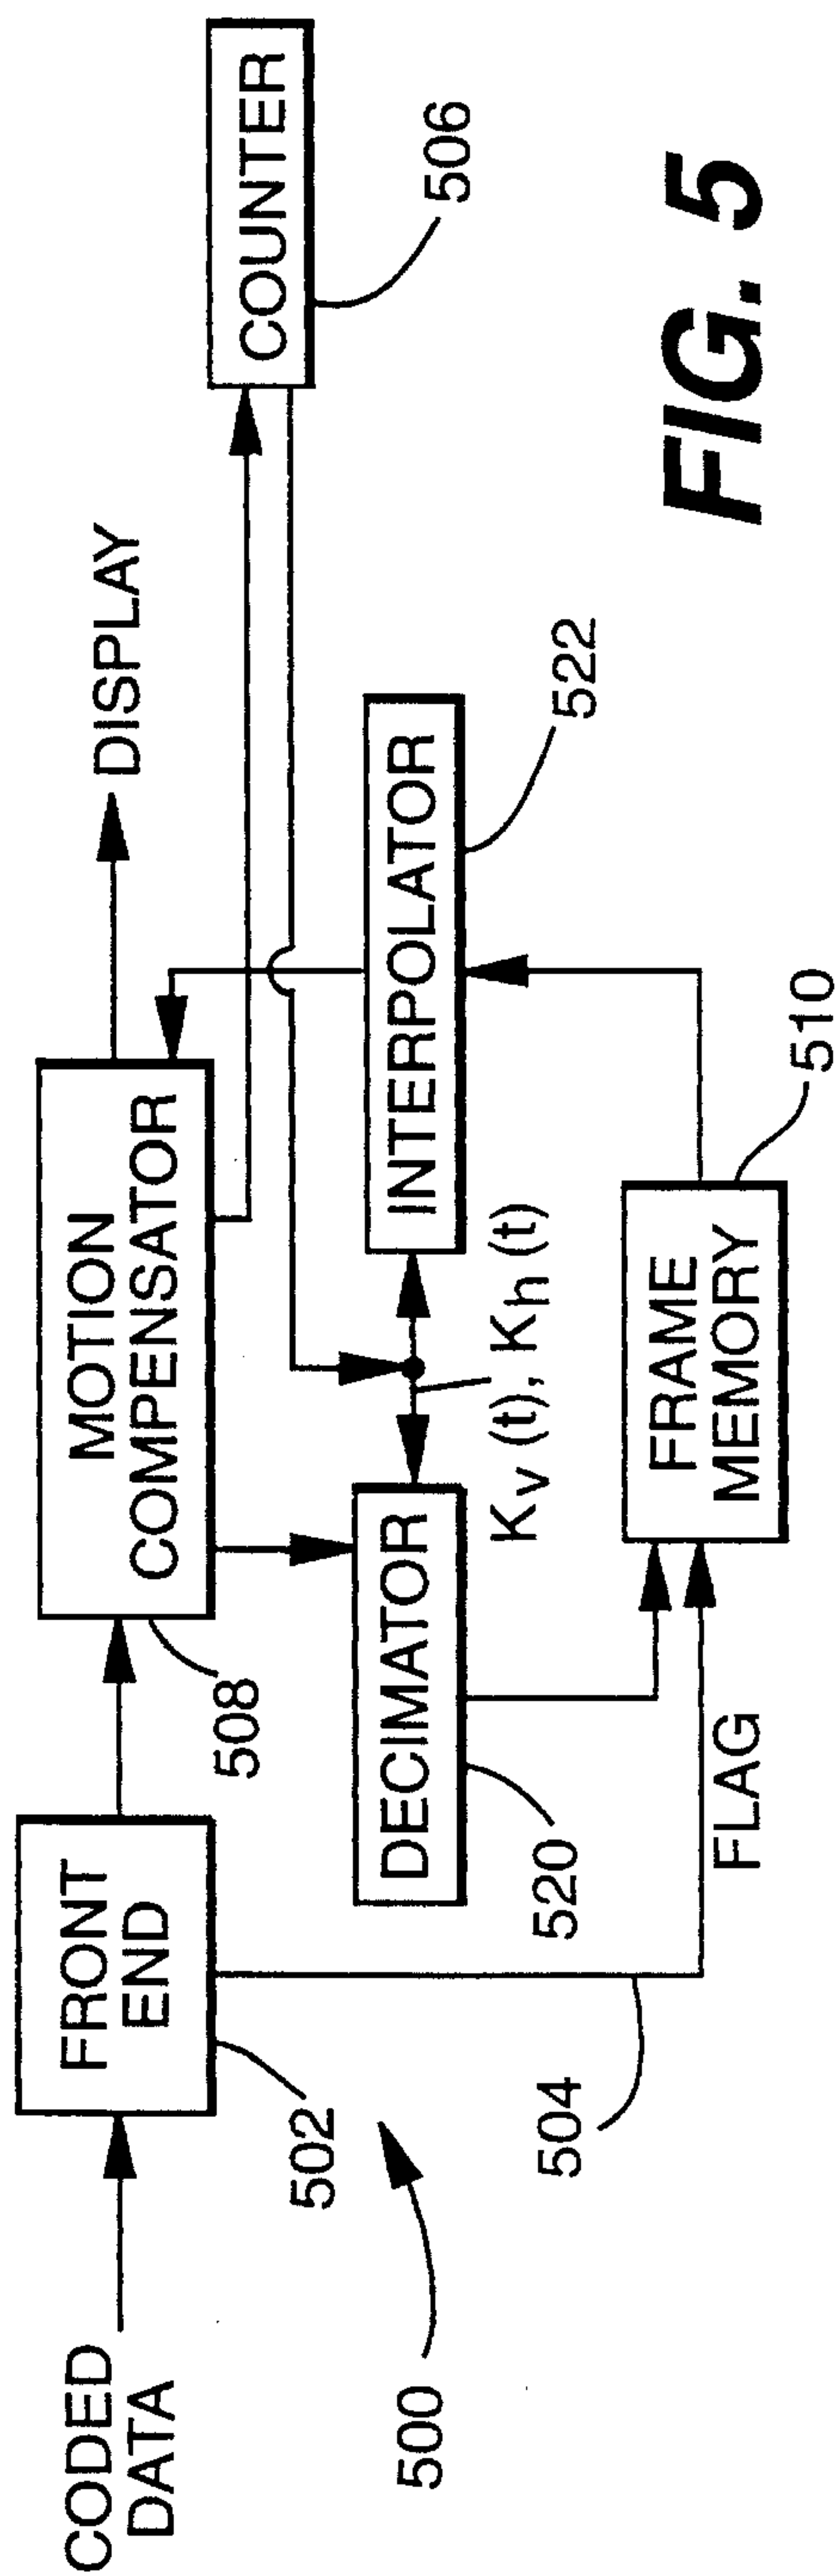 CODED
DATA
FRONT
END
502
MOTION
COMPENSATOR
508
DISPLAY
COUNTER
506
DECIMATOR
520
INTERPOLATOR
522
Kv (t), Kh (t)
FRAME
MEMORY
510
FLAG
504
500
FIG. 5